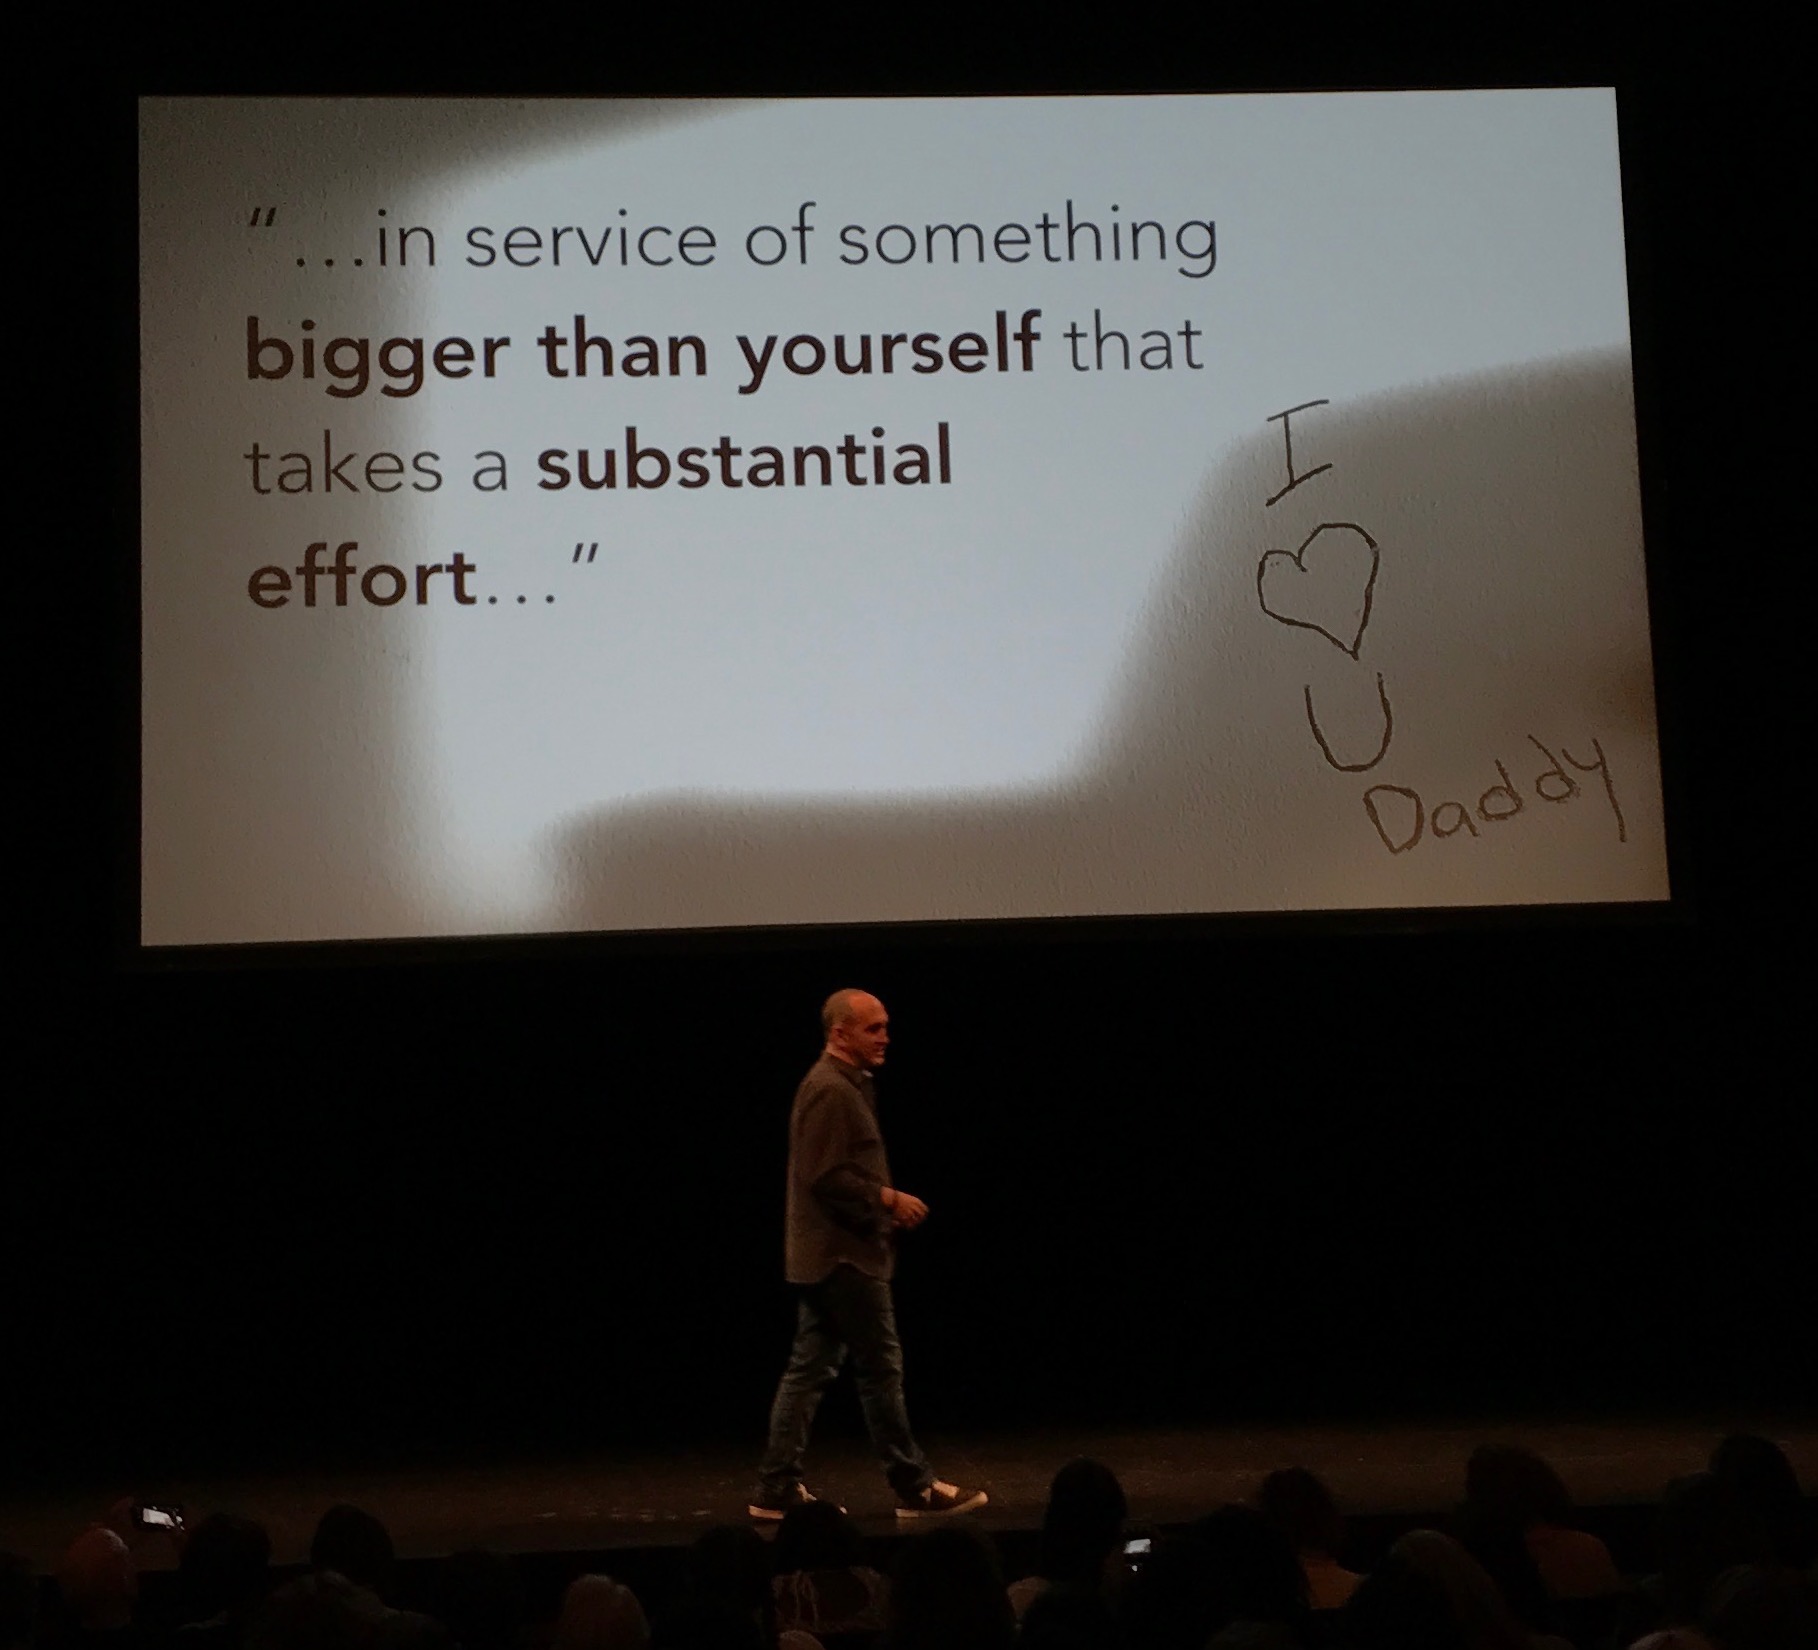 "...in service of something
bigger than yourself that
takes a substantial
effort..."
I
♡
U
Daddy